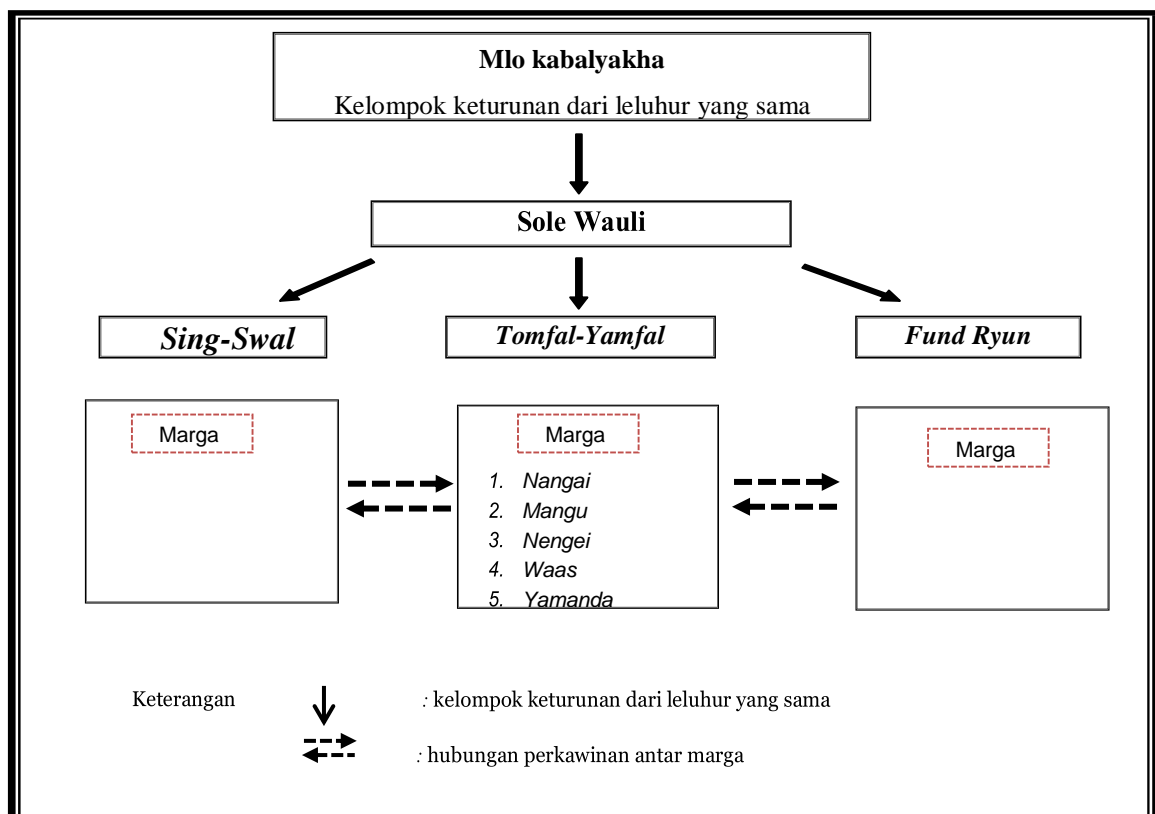 Mlo kabalyakha
Kelompok keturunan dari leluhur yang sama
Sole Wauli
Sing-Swal
Tomfal-Yamfal
Fund Ryun
Marga
Marga
1. Nangai
2. Mangu
3. Nengei
4. Waas
5. Yamanda
Marga
Keterangan : kelompok keturunan dari leluhur yang sama
: hubungan perkawinan antar marga